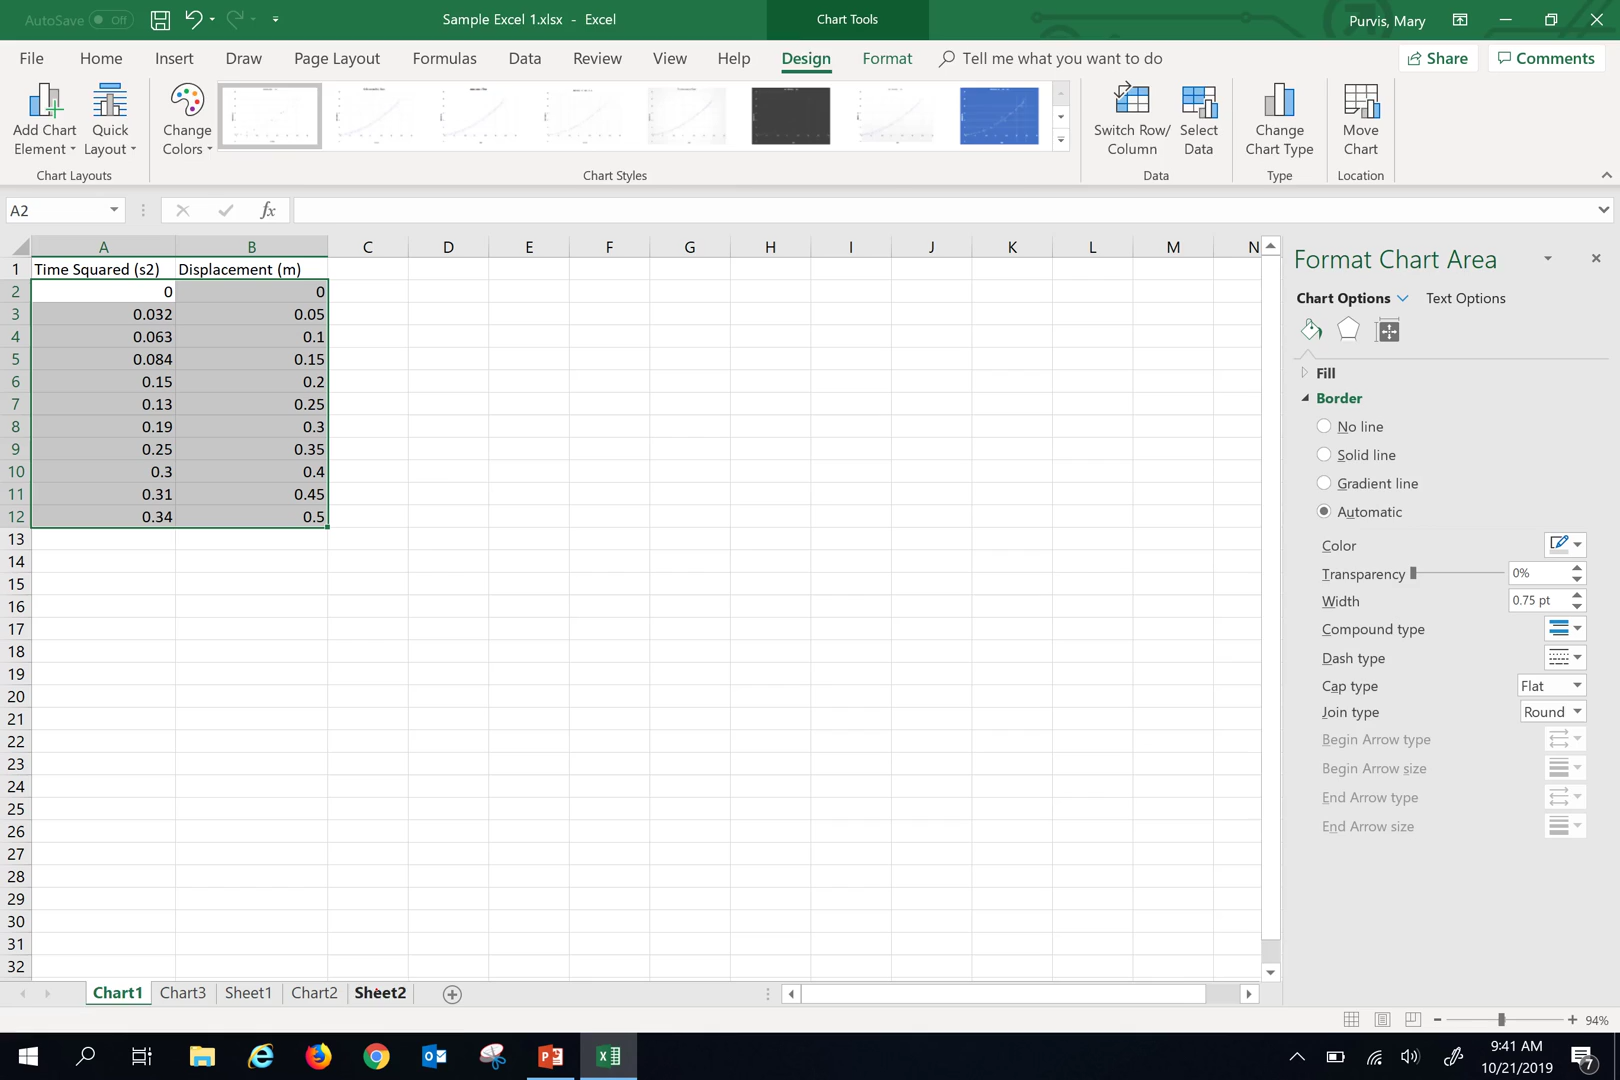 AutoSave Off Sample Excel 1.xlsx - Excel Chart Tools Purvis, Mary
File Home Insert Draw Page Layout Formulas Data Review View Help Design Format Tell me what you want to do Share Comments
Add Chart Element
Quick Layout
Change Colors
Switch Row/ Column
Select Data
Change Chart Type
Move Chart
Chart Layouts Chart Styles Data Type Location
A2 fx
A B C D E F G H I J K L M N
1 Time Squared (s2) Displacement (m)
2 0 0
3 0.032 0.05
4 0.063 0.1
5 0.084 0.15
6 0.15 0.2
7 0.13 0.25
8 0.19 0.3
9 0.25 0.35
10 0.3 0.4
11 0.31 0.45
12 0.34 0.5
13
14
15
16
17
18
19
20
21
22
23
24
25
26
27
28
29
30
31
32
Format Chart Area
Chart Options Text Options
Fill
Border
No line
Solid line
Gradient line
Automatic
Color
Transparency 0%
Width 0.75 pt
Compound type
Dash type
Cap type Flat
Join type Round
Begin Arrow type
Begin Arrow size
End Arrow type
End Arrow size
Chart1 Chart3 Sheet1 Chart2 Sheet2
94%
9:41 AM
10/21/2019
7